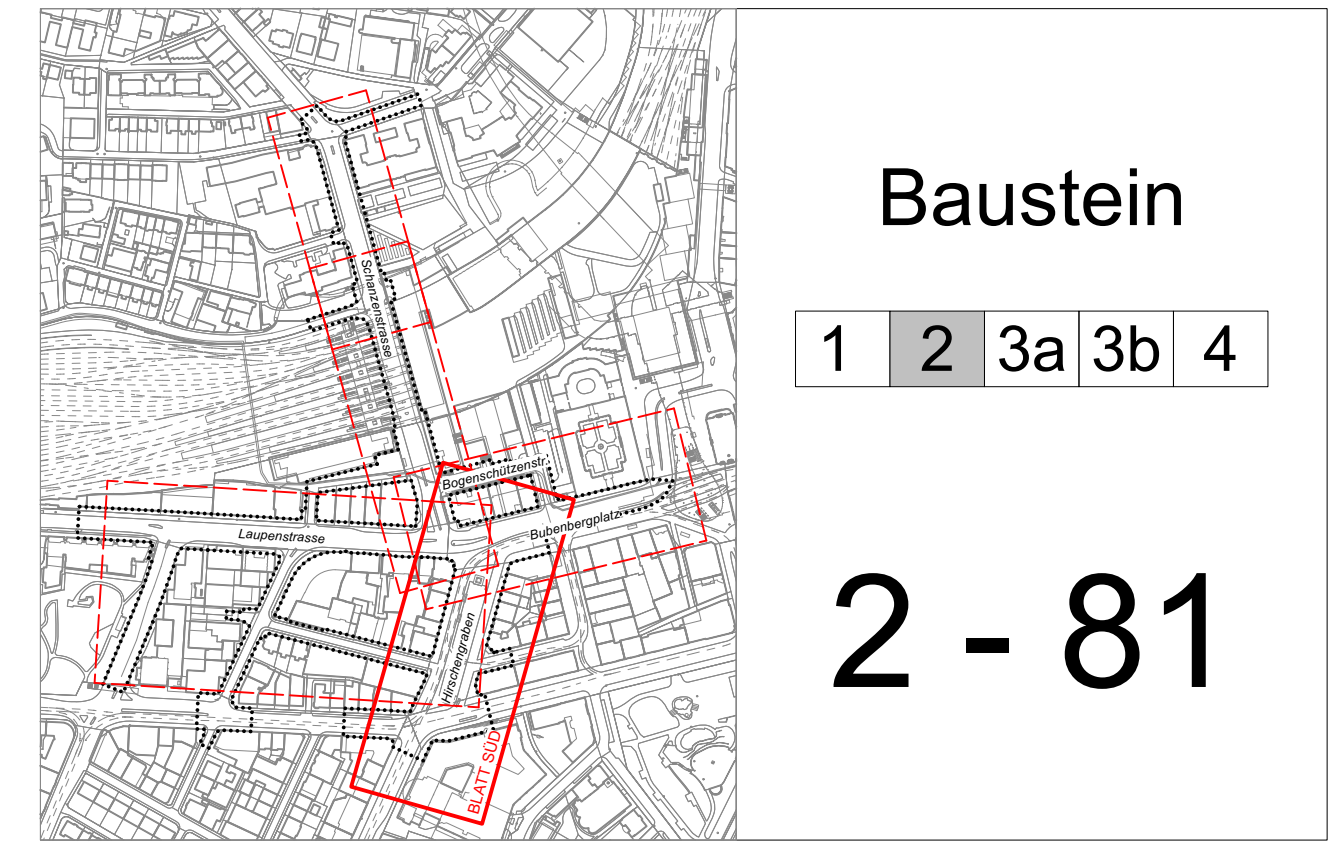 Schanzenstrasse
Bogenschützenstr.
Bubenbergplatz
Laupenstrasse
Hirschengraben
BLATT SÜD
Baustein
1 2 3a 3b 4
2 - 81